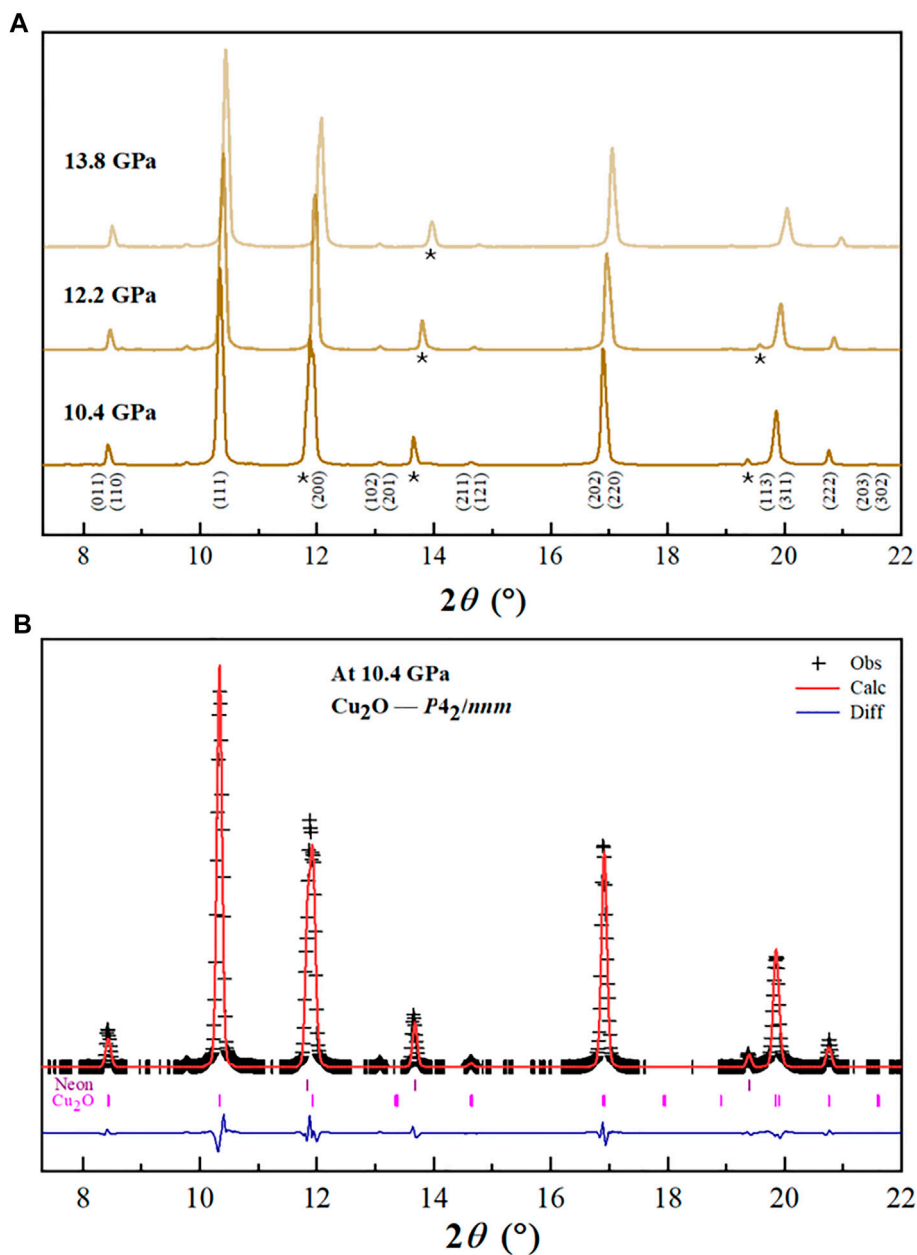 A
13.8 GPa
*
12.2 GPa
* *
10.4 GPa
* * *
(011) (110) (111) (200) (102) (201) (211) (121) (202) (220) (113) (311) (222) (203) (302)
8 10 12 14 16 18 20 22
2θ (°)
B
At 10.4 GPa
Cu₂O — P4₂/nnm
Obs
Calc
Diff
Neon
Cu₂O
8 10 12 14 16 18 20 22
2θ (°)